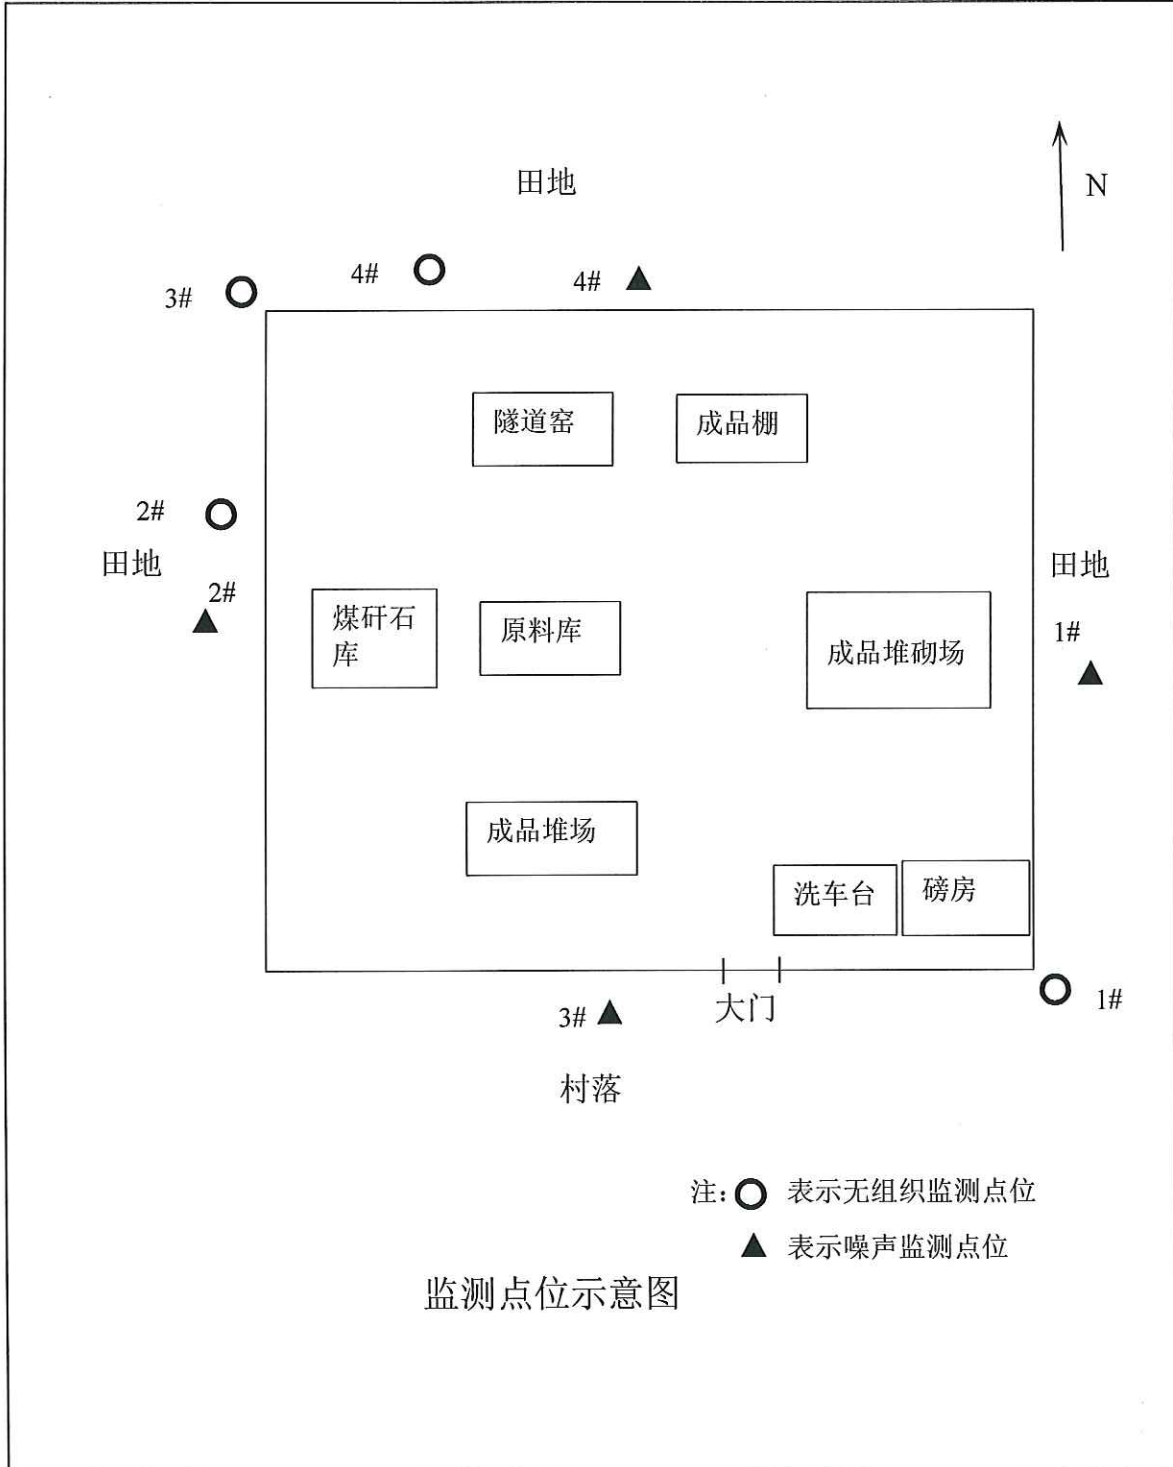 田地
N
4#
4#
3#
隧道窑
成品棚
2#
田地
田地
2#
煤矸石
库
原料库
1#
成品堆砌场
成品堆场
洗车台
磅房
3#
大门
1#
村落
注：
表示无组织监测点位
表示噪声监测点位
监测点位示意图